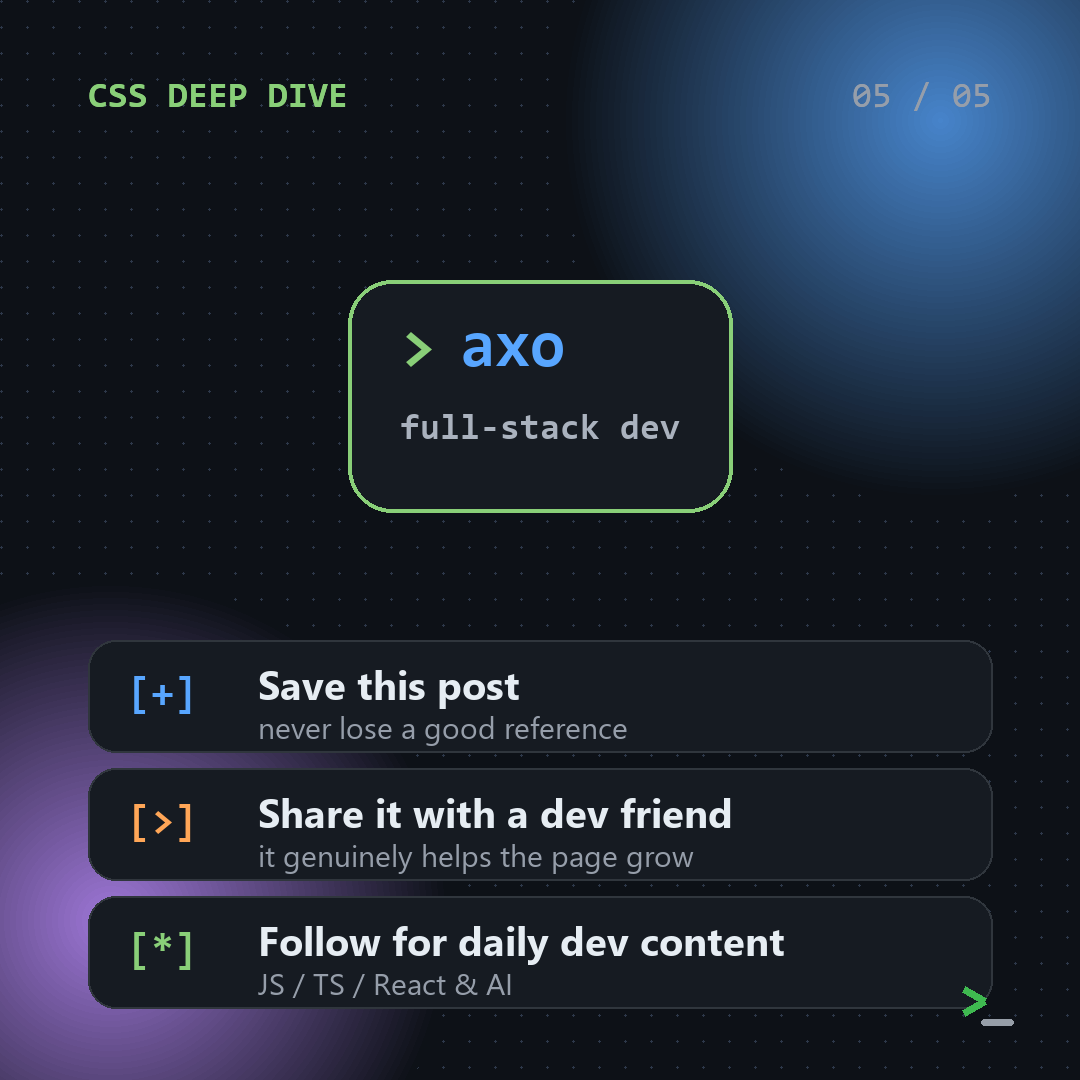 CSS DEEP DIVE
05 / 05
> axo
full-stack dev
[+] Save this post
never lose a good reference
[>] Share it with a dev friend
it genuinely helps the page grow
[*] Follow for daily dev content
JS / TS / React & AI
>_